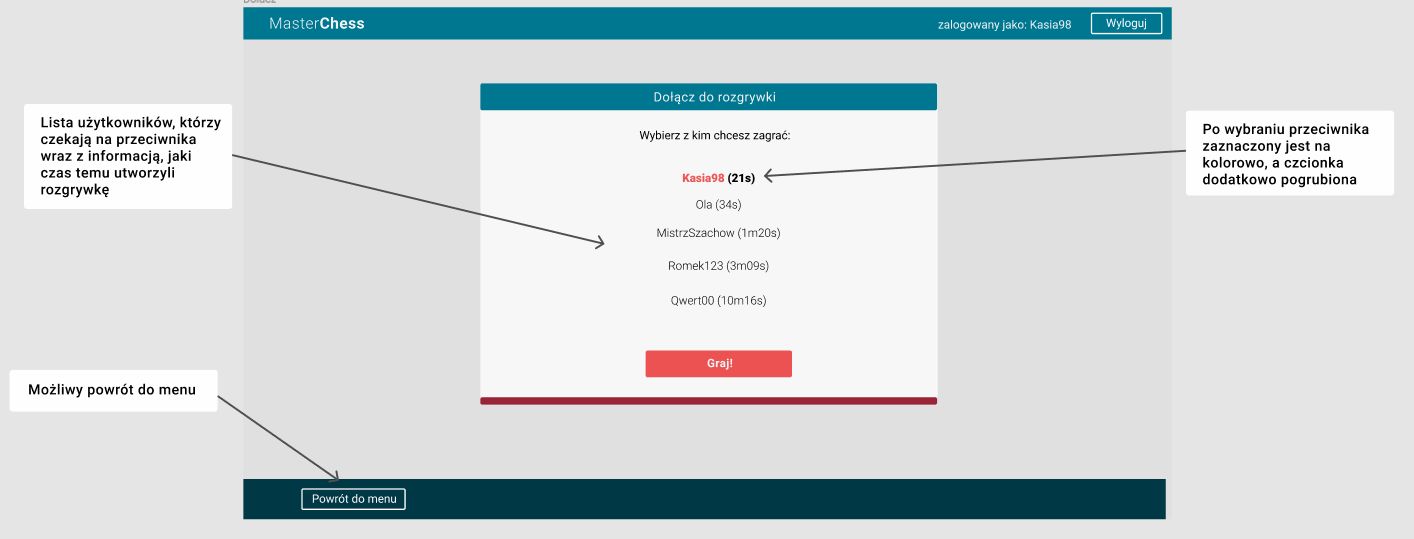 Dołącz
MasterChess
zalogowany jako: Kasia98
Wyloguj
Dołącz do rozgrywki
Wybierz z kim chcesz zagrać:
Kasia98 (21s)
Ola (34s)
MistrzSzachow (1m20s)
Romek123 (3m09s)
Qwert00 (10m16s)
Graj!
Lista użytkowników, którzy
czekają na przeciwnika
wraz z informacją, jaki
czas temu utworzyli
rozgrywkę
Po wybraniu przeciwnika
zaznaczony jest na
kolorowo, a czcionka
dodatkowo pogrubiona
Możliwy powrót do menu
Powrót do menu